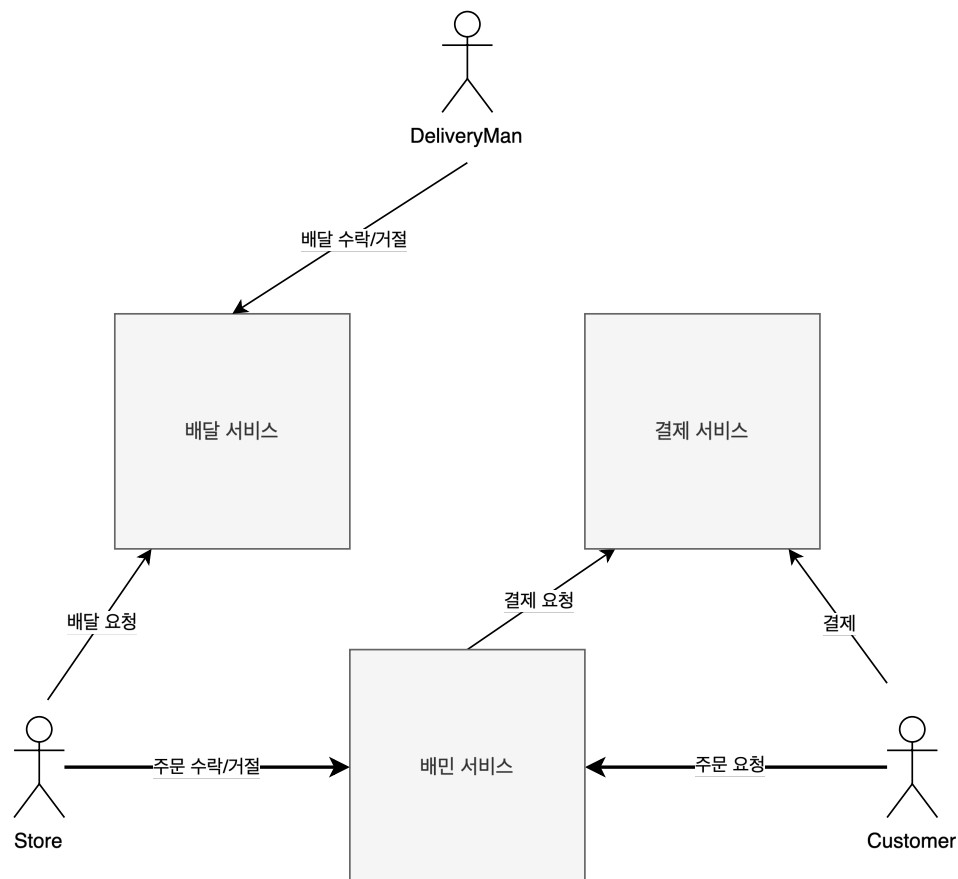 DeliveryMan
배달 수락/거절
배달 서비스
결제 서비스
결제 요청
배달 요청
결제
주문 수락/거절
배민 서비스
주문 요청
Store
Customer